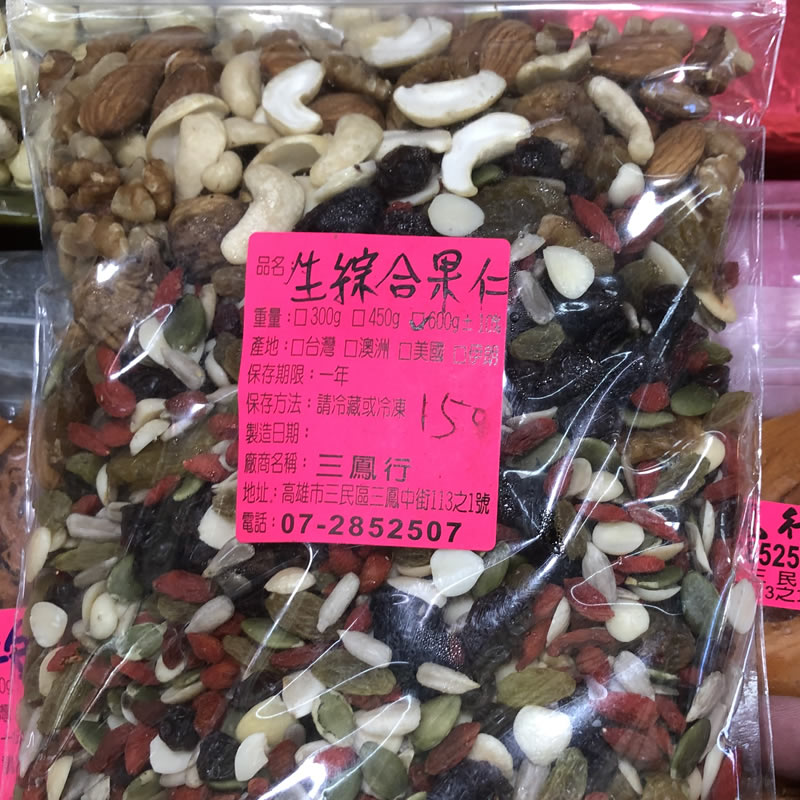 品名:生綜合果仁
重量:□300g □450g ☑600g±
產地:□台灣 □澳洲 □美國 □伊朗
保存期限:一年
保存方法:請冷藏或冷凍
150
製造日期:
廠商名稱:三鳳行
地址:高雄市三民區三鳳中街113之1號
電話:07-2852507